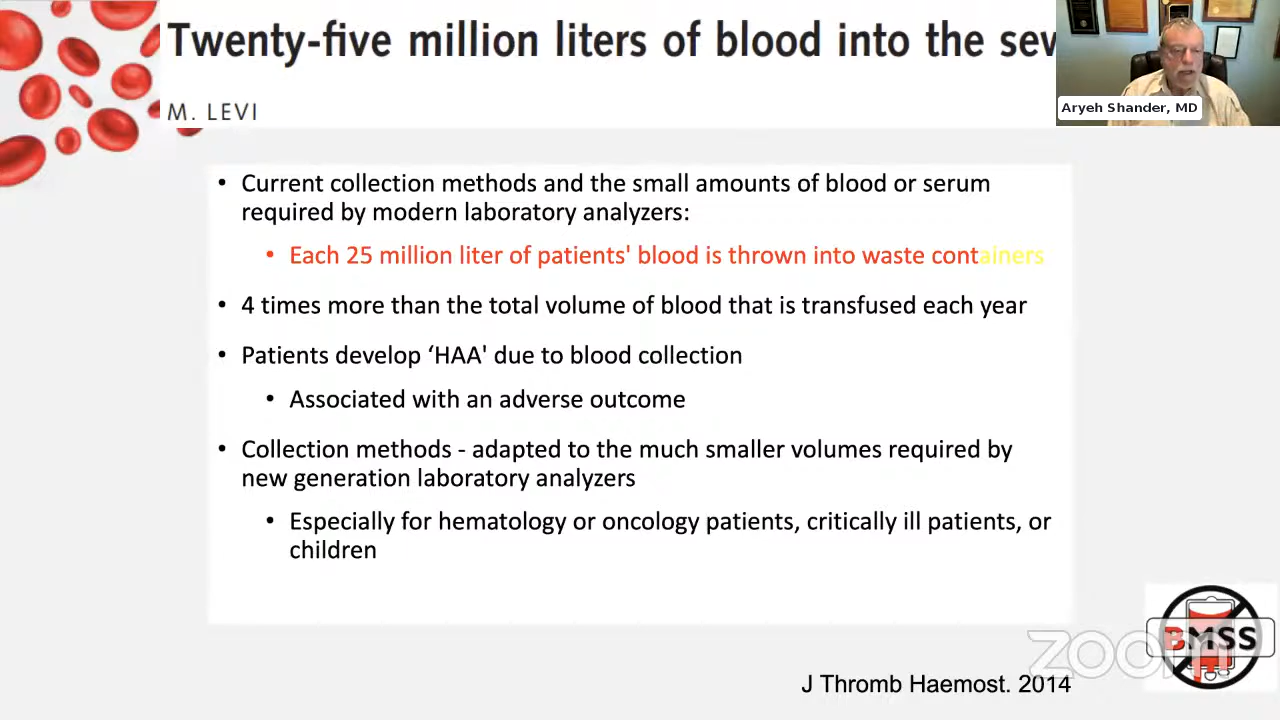 Twenty-five million liters of blood into the
M. LEVI
Aryeh Shander, MD
• Current collection methods and the small amounts of blood or serum
required by modern laboratory analyzers:
• Each 25 million liter of patients' blood is thrown into waste containers
• 4 times more than the total volume of blood that is transfused each year
• Patients develop ‘HAA' due to blood collection
• Associated with an adverse outcome
• Collection methods - adapted to the much smaller volumes required by
new generation laboratory analyzers
• Especially for hematology or oncology patients, critically ill patients, or
children
BMSS
zoom
J Thromb Haemost. 2014